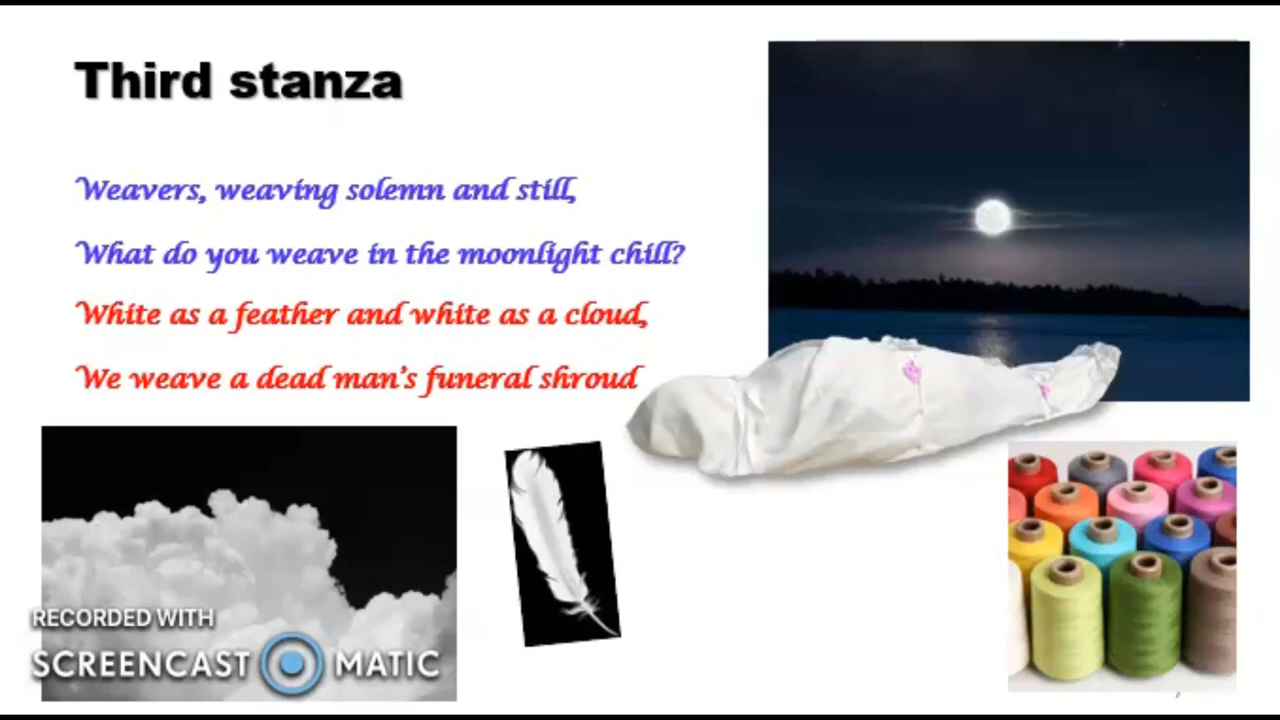 Third stanza
Weavers, weaving solemn and still,
What do you weave in the moonlight chill?
White as a feather and white as a cloud,
We weave a dead man's funeral shroud
RECORDED WITH
SCREENCAST MATIC